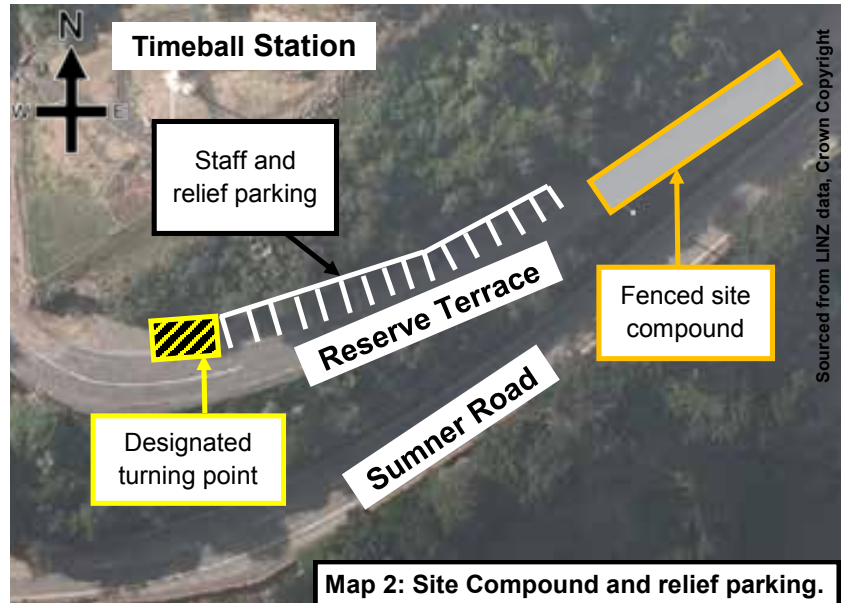 N
W E
Timeball Station
Staff and
relief parking
Reserve Terrace
Fenced site
compound
Sumner Road
Designated
turning point
Sourced from LINZ data, Crown Copyright
Map 2: Site Compound and relief parking.